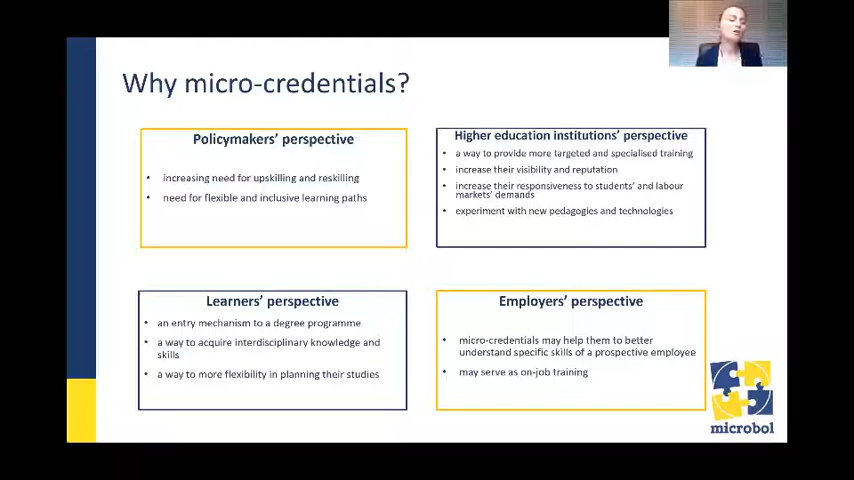 Why micro-credentials?
Policymakers' perspective
• increasing need for upskilling and reskilling
• need for flexible and inclusive learning paths
Higher education institutions' perspective
• a way to provide more targeted and specialised training
• increase their visibility and reputation
• increase their responsiveness to students' and labour
markets' demands
• experiment with new pedagogies and technologies
Learners' perspective
• an entry mechanism to a degree programme
• a way to acquire interdisciplinary knowledge and
skills
• a way to more flexibility in planning their studies
Employers' perspective
• micro-credentials may help them to better
understand specific skills of a prospective employee
• may serve as on-job training
microbol